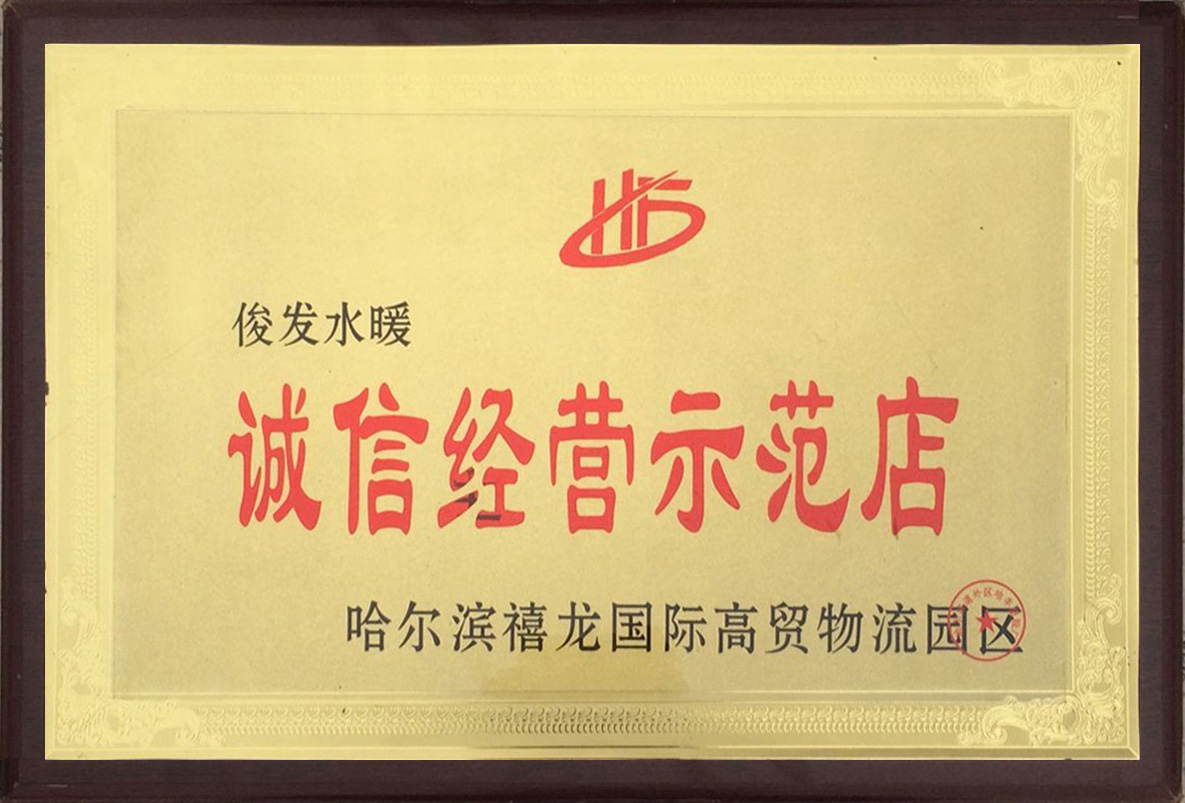 俊发水暖
诚信经营示范店
哈尔滨禧龙国际高贸物流园区